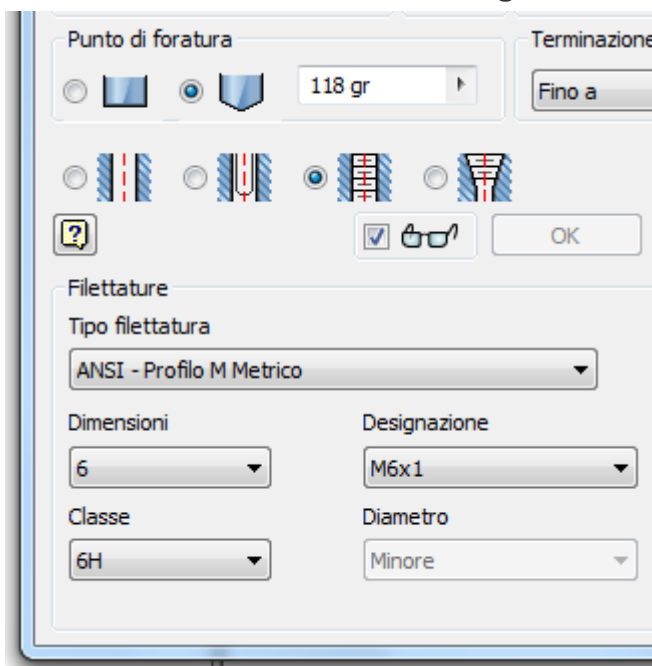 Punto di foratura
Terminazione
118 gr
Fino a
OK
Filettature
Tipo filettatura
ANSI - Profilo M Metrico
Dimensioni
Designazione
6
M6x1
Classe
Diametro
6H
Minore